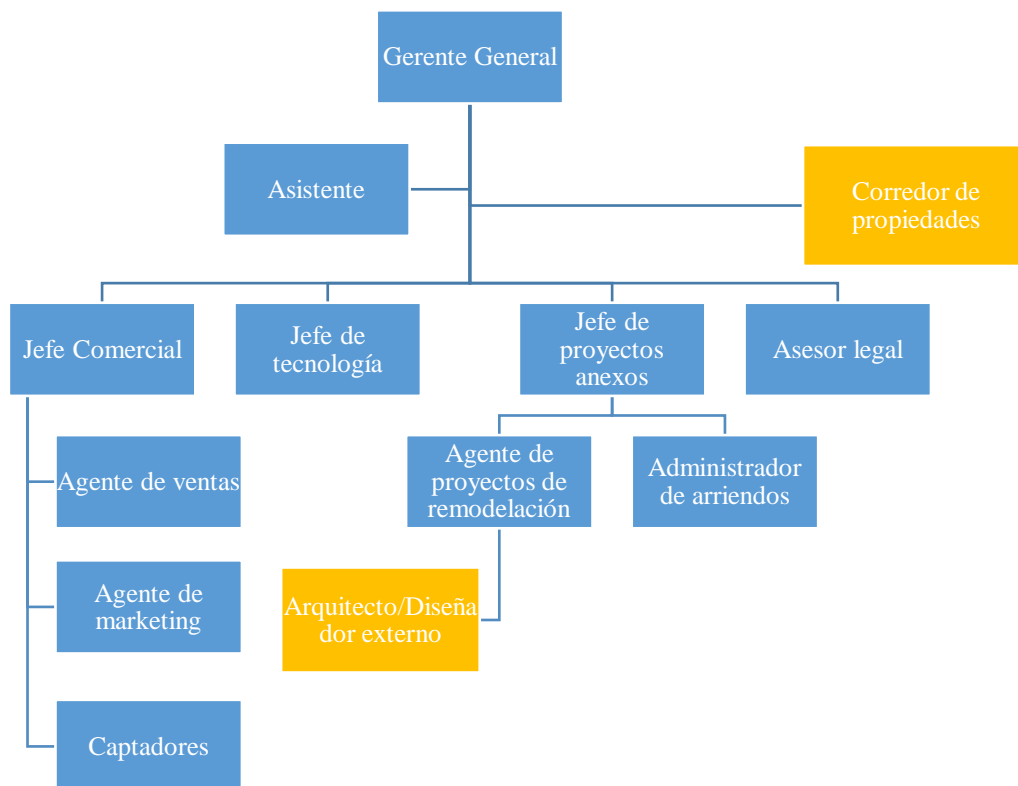 Gerente General
Asistente
Corredor de
propiedades
Jefe Comercial
Jefe de
tecnología
Jefe de
proyectos
anexos
Asesor legal
Agente de ventas
Agente de
proyectos de
remodelación
Administrador
de arriendos
Agente de
marketing
Arquitecto/Diseña
dor externo
Captadores